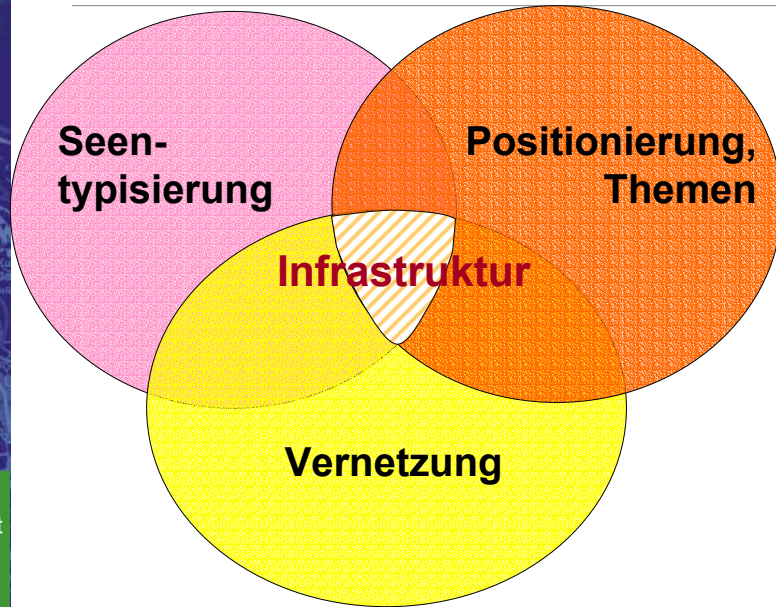 Seen-
typisierung
Positionierung,
Themen
Infrastruktur
Vernetzung